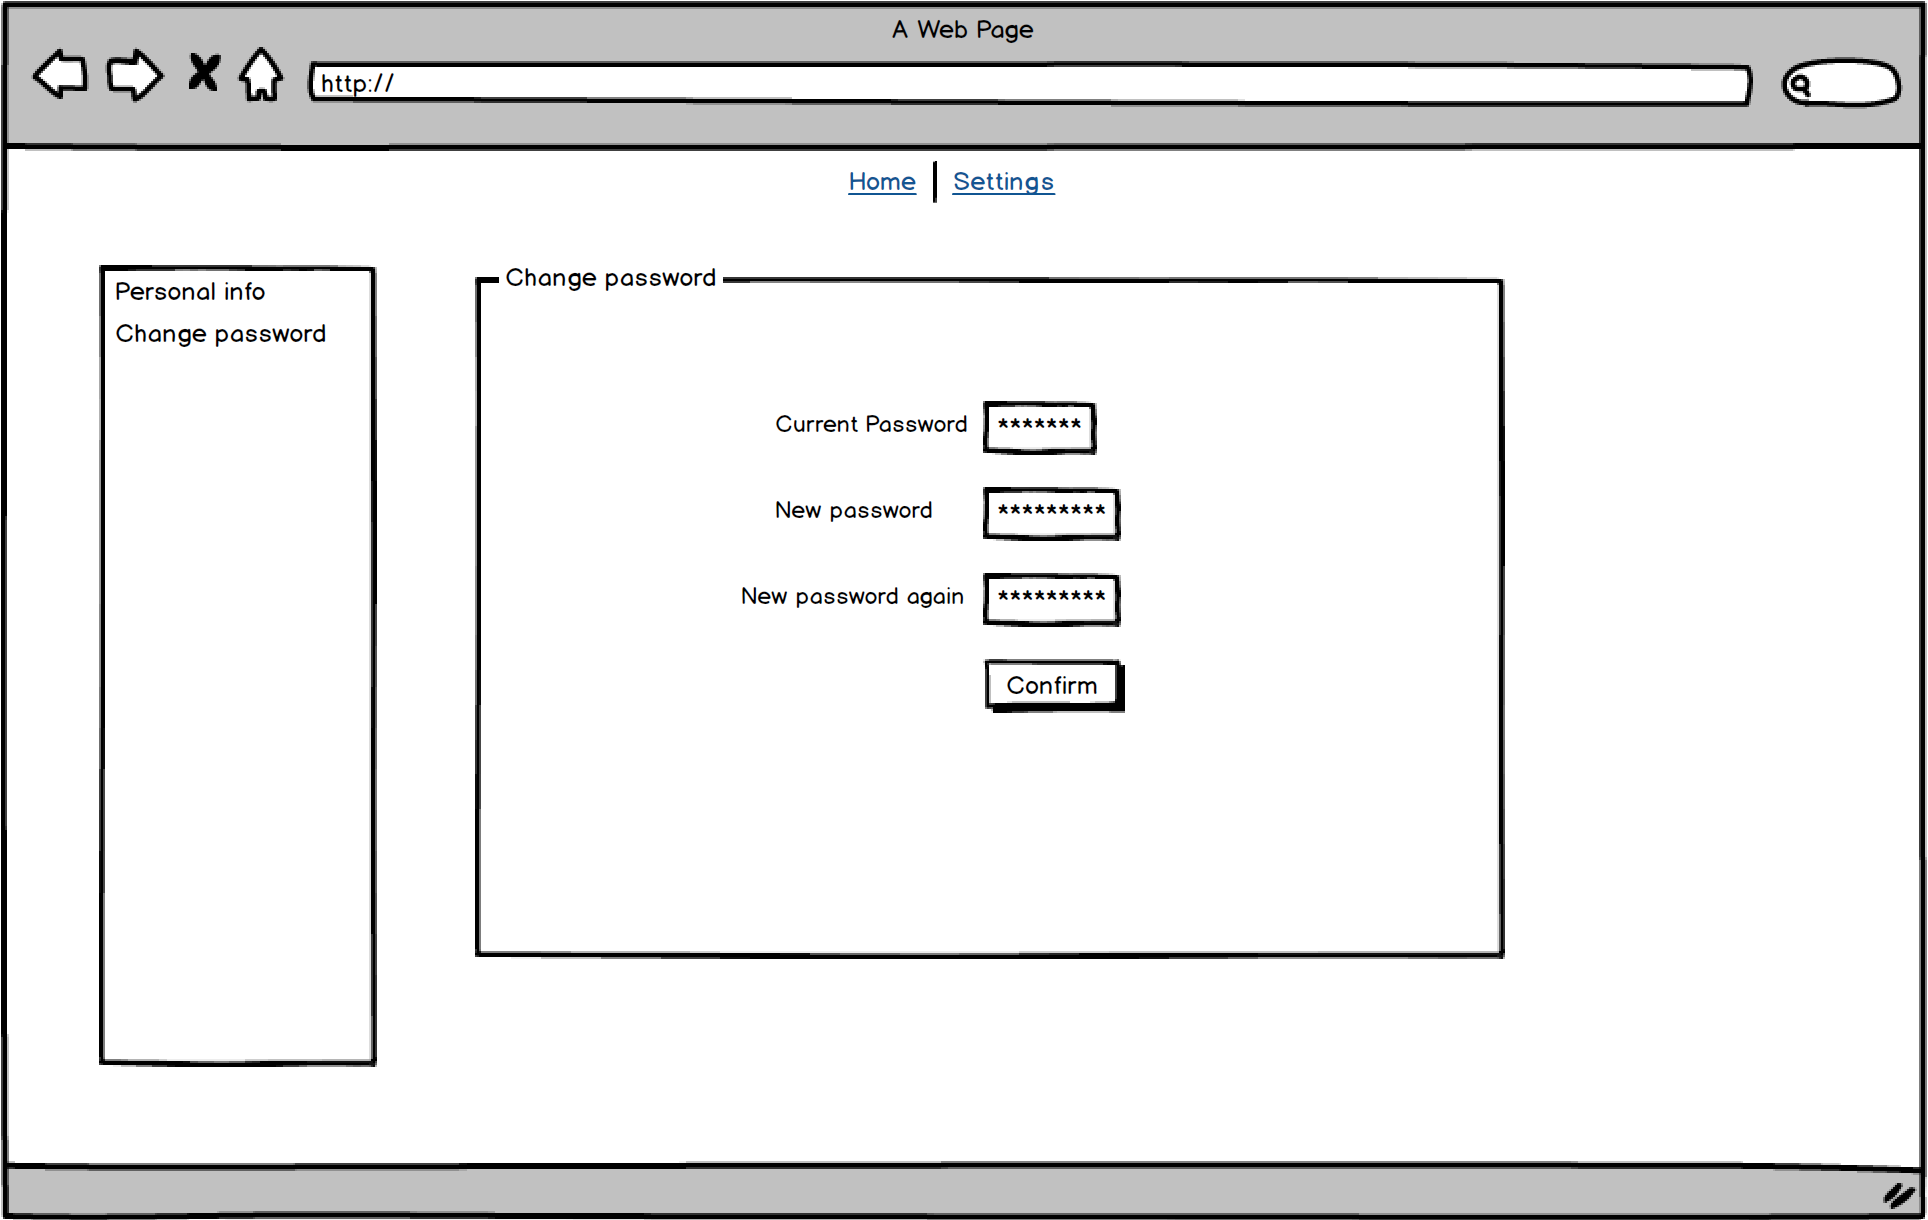 A Web Page
http://
Home | Settings
Personal info
Change password
Change password
Current Password *******
New password *********
New password again *********
Confirm